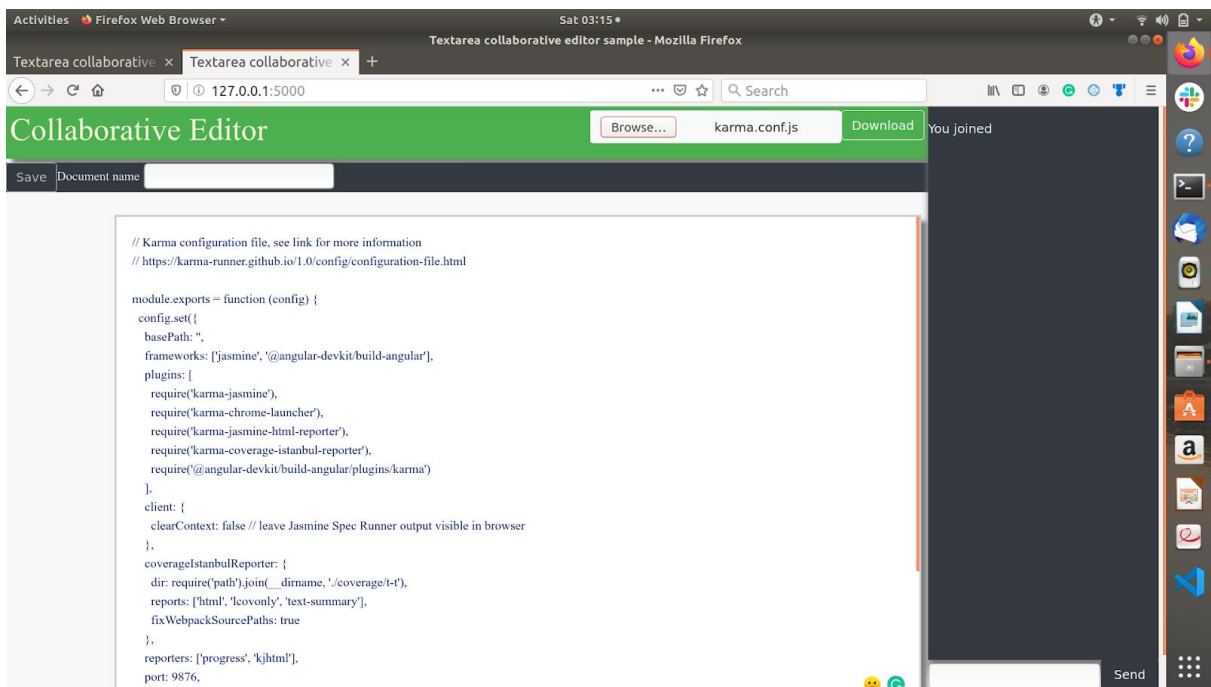 Activities Firefox Web Browser Sat 03:15
Textarea collaborative editor sample - Mozilla Firefox
Textarea collaborative × Textarea collaborative × +
127.0.0.1:5000 Search
Collaborative Editor Browse... karma.conf.js Download You joined
Save Document name
// Karma configuration file, see link for more information
// https://karma-runner.github.io/1.0/config/configuration-file.html
module.exports = function (config) {
config.set({
basePath: '',
frameworks: ['jasmine', '@angular-devkit/build-angular'],
plugins: [
require('karma-jasmine'),
require('karma-chrome-launcher'),
require('karma-jasmine-html-reporter'),
require('karma-coverage-istanbul-reporter'),
require('@angular-devkit/build-angular/plugins/karma')
],
client: {
clearContext: false // leave Jasmine Spec Runner output visible in browser
},
coverageIstanbulReporter: {
dir: require('path').join(__dirname, './coverage/t-t'),
reports: ['html', 'lcovonly', 'text-summary'],
fixWebpackSourcePaths: true
},
reporters: ['progress', 'kjhtml'],
port: 9876,
Send